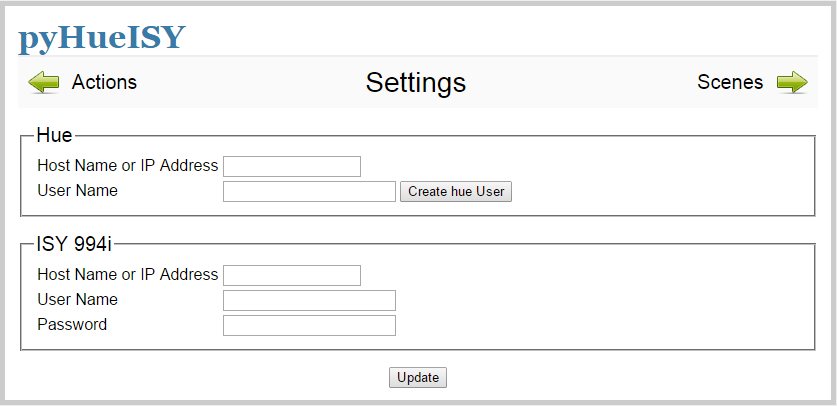 pyHueISY
Actions Settings Scenes
Hue
Host Name or IP Address
User Name Create hue User
ISY 994i
Host Name or IP Address
User Name
Password
Update